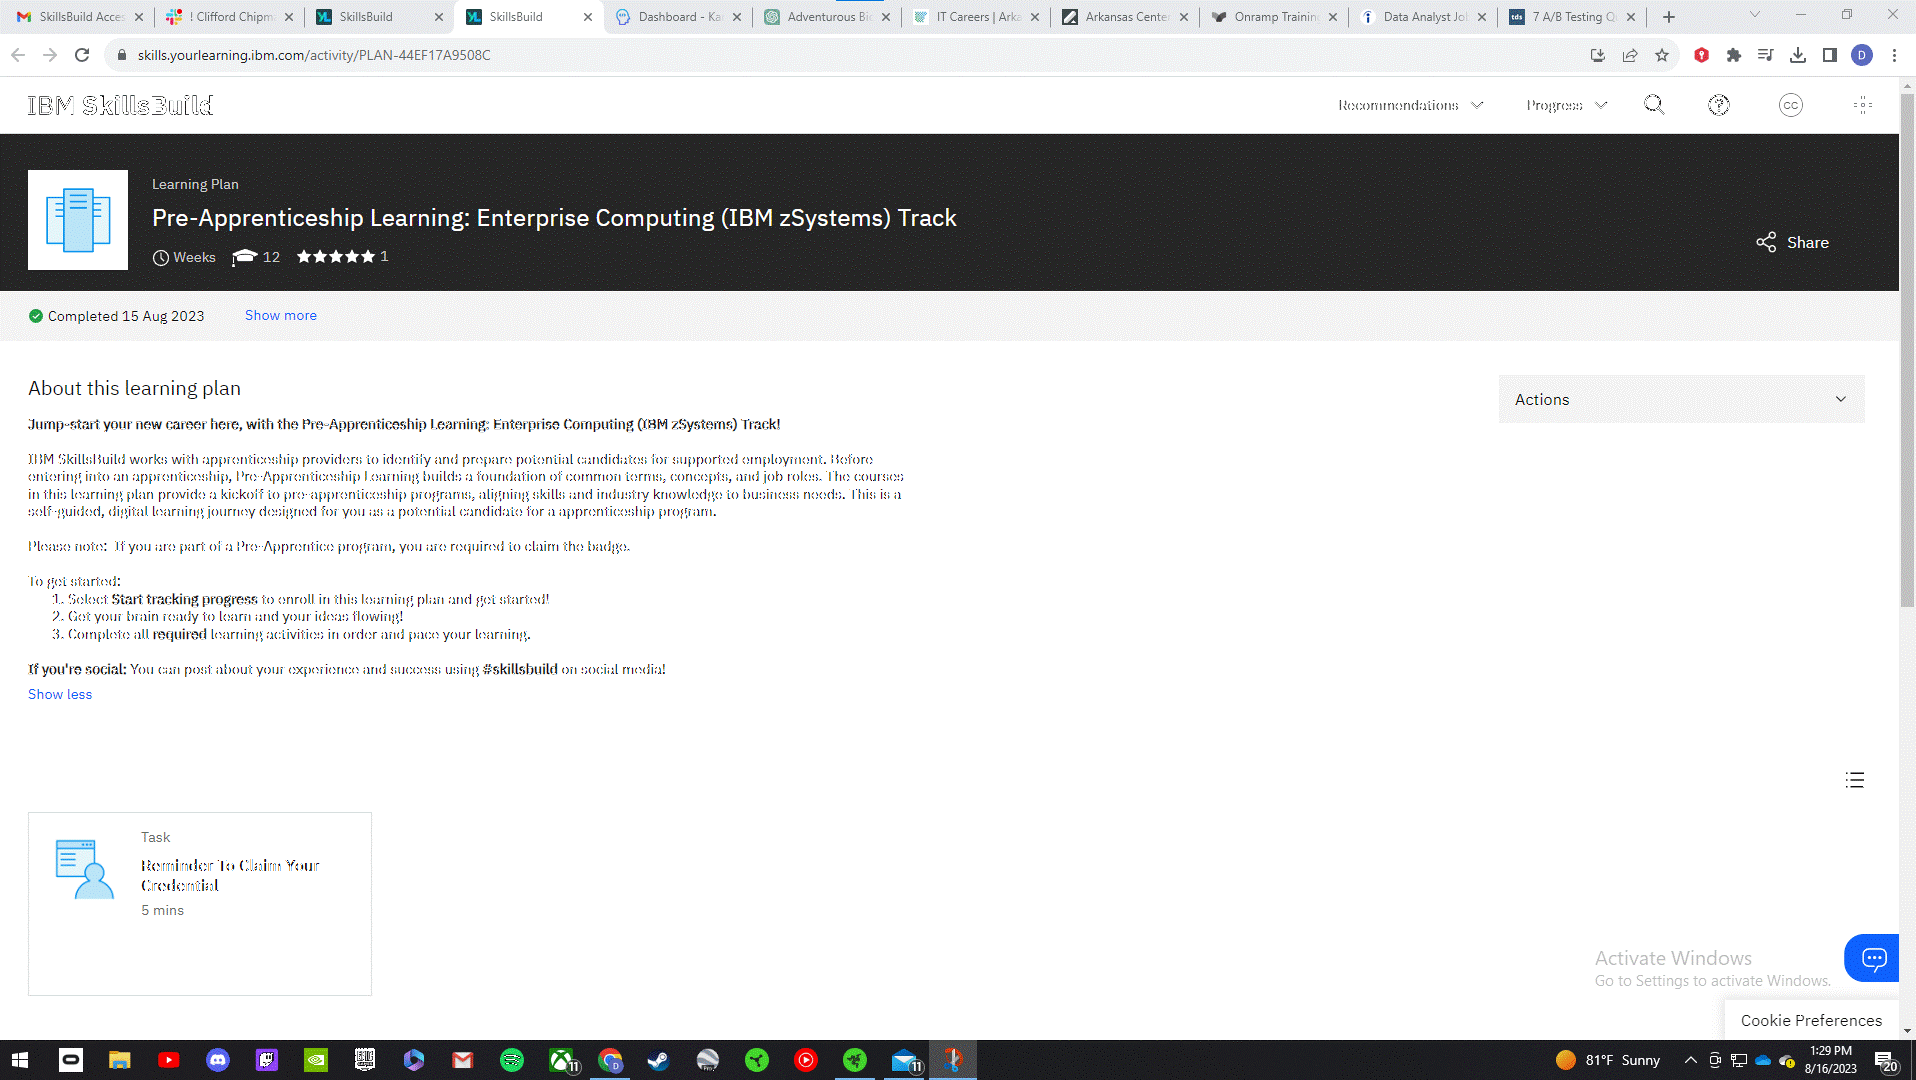 SkillsBuild Acces
! Clifford Chipm
SkillsBuild
SkillsBuild
Dashboard - Ka
Adventurous Bi
IT Careers | Arka
Arkansas Center
Onramp Training
Data Analyst Jo
7 A/B Testing Q
skills.yourlearning.ibm.com/activity/PLAN-44EF17A9508C
D
IBM SkillsBuild
Recommendations
Progress
CC
Learning Plan
Pre-Apprenticeship Learning: Enterprise Computing (IBM zSystems) Track
Weeks
12
1
Share
Completed 15 Aug 2023
Show more
About this learning plan
Actions
Jump-start your new career here, with the Pre-Apprenticeship Learning: Enterprise Computing (IBM zSystems) Track!
IBM SkillsBuild works with apprenticeship providers to identify and prepare potential candidates for supported employment. Before
entering into an apprenticeship, Pre-Apprenticeship Learning builds a foundation of common terms, concepts, and job roles. The courses
in this learning plan provide a kickoff to pre-apprenticeship programs, aligning skills and industry knowledge to business needs. This is a
self-guided, digital learning journey designed for you as a potential candidate for a apprenticeship program.
Please note: If you are part of a Pre-Apprentice program, you are required to claim the badge.
To get started:
1. Select Start tracking progress to enroll in this learning plan and get started!
2. Get your brain ready to learn and your ideas flowing!
3. Complete all required learning activities in order and pace your learning.
If you're social: You can post about your experience and success using #skillsbuild on social media!
Show less
Task
Reminder To Claim Your
Credential
5 mins
Activate Windows
Go to Settings to activate Windows.
Cookie Preferences
11
D
11
81°F Sunny
1:29 PM
8/16/2023
20